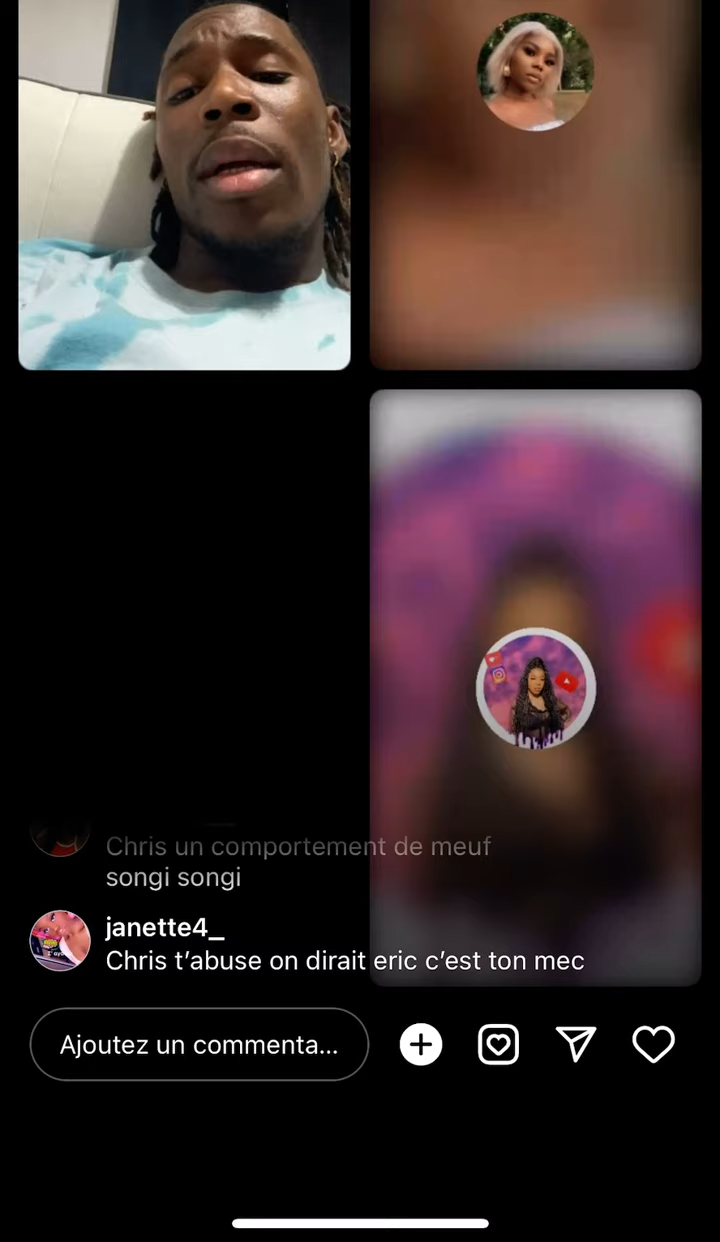 Chris un comportement de meuf
songi songi
janette4_
Chris t’abuse on dirait eric c’est ton mec
Ajoutez un commenta...